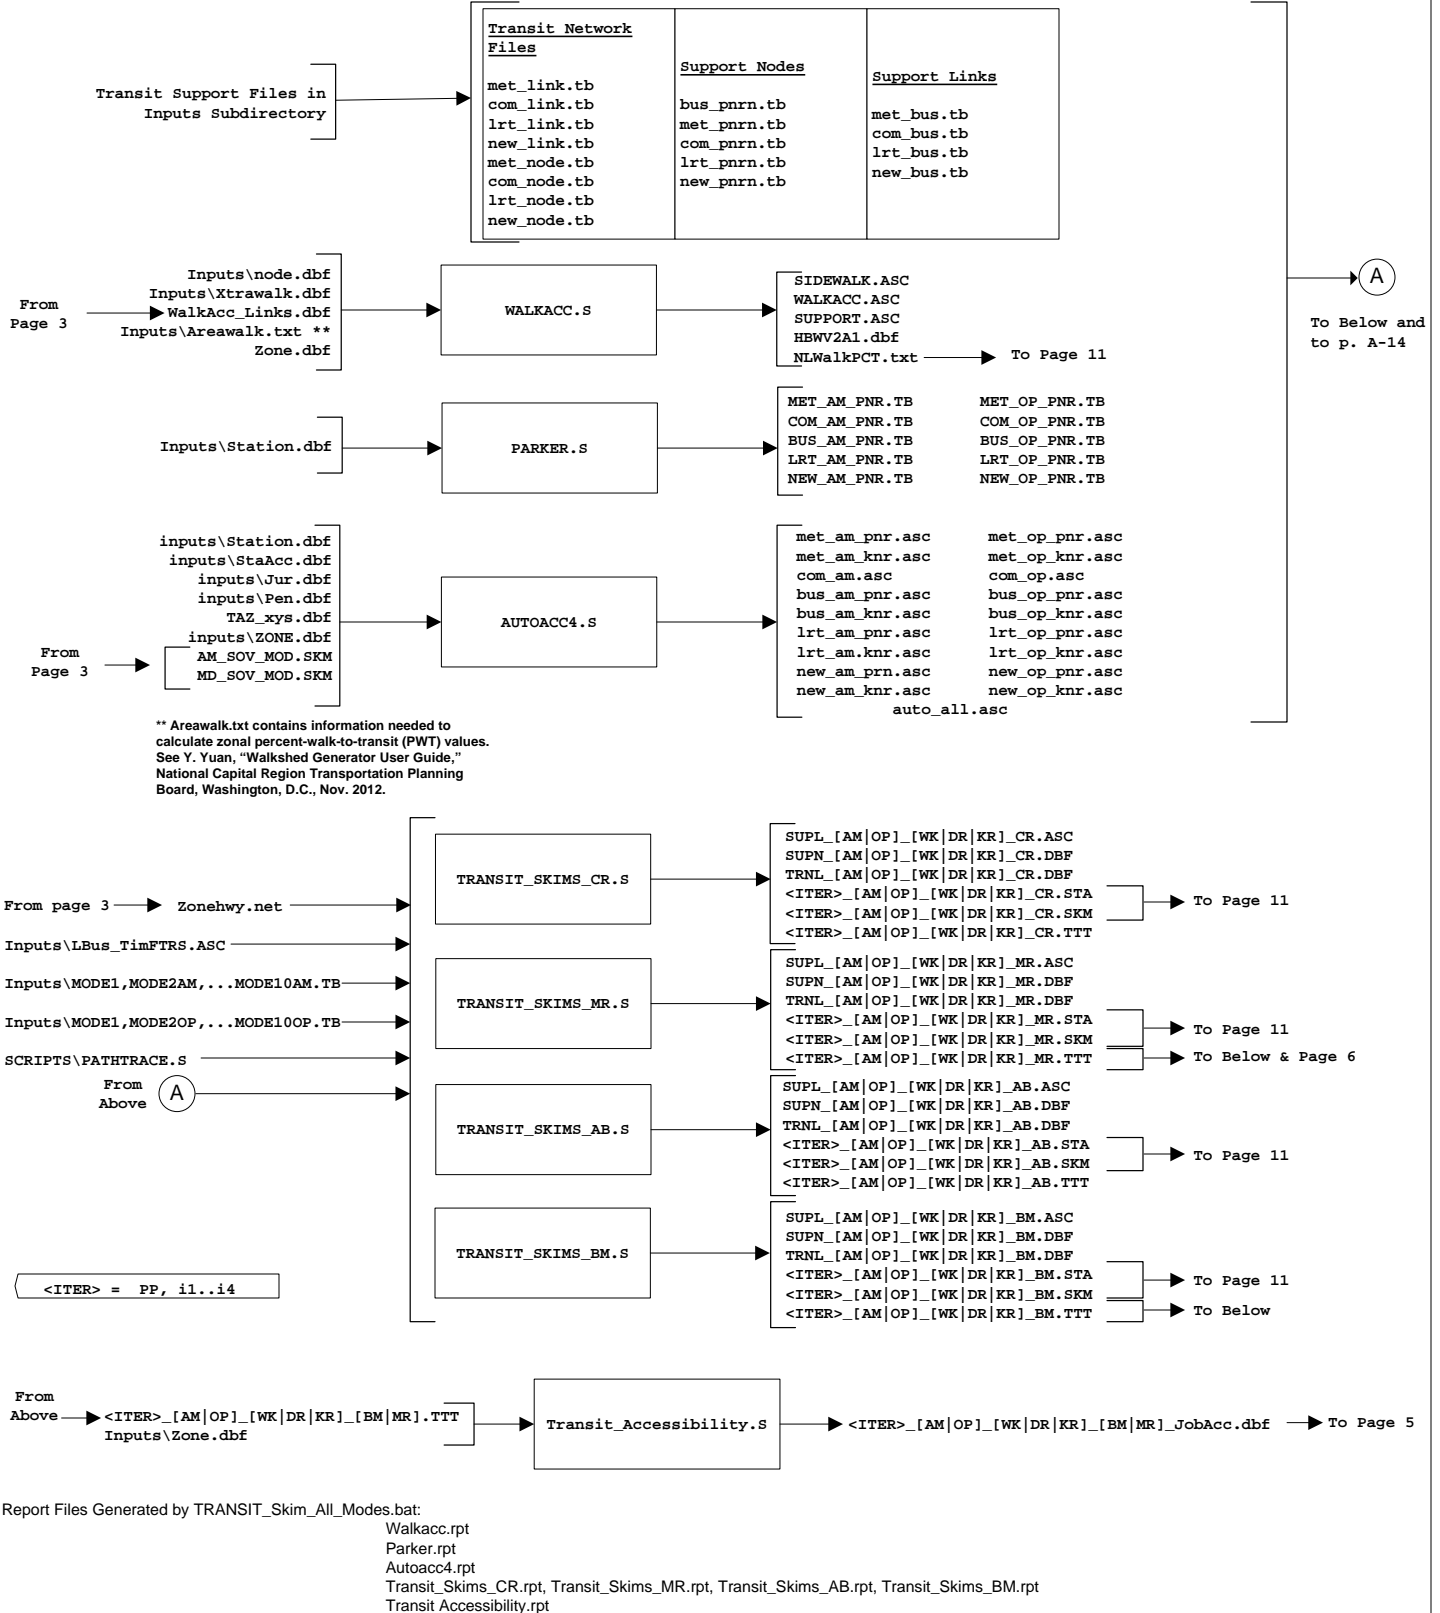 Transit Support Files in
Inputs Subdirectory
Transit Network
Files
met_link.tb
com_link.tb
lrt_link.tb
new_link.tb
met_node.tb
com_node.tb
lrt_node.tb
new_node.tb
Support Nodes
bus_pnrn.tb
met_pnrn.tb
com_pnrn.tb
lrt_pnrn.tb
new_pnrn.tb
Support Links
met_bus.tb
com_bus.tb
lrt_bus.tb
new_bus.tb
From
Page 3
Inputs\node.dbf
Inputs\Xtrawalk.dbf
WalkAcc_Links.dbf
Inputs\Areawalk.txt **
Zone.dbf
WALKACC.S
SIDEWALK.ASC
WALKACC.ASC
SUPPORT.ASC
HBWV2A1.dbf
NLWalkPCT.txt
To Page 11
A
To Below and
to p. A-14
Inputs\Station.dbf
PARKER.S
MET_AM_PNR.TB MET_OP_PNR.TB
COM_AM_PNR.TB COM_OP_PNR.TB
BUS_AM_PNR.TB BUS_OP_PNR.TB
LRT_AM_PNR.TB LRT_OP_PNR.TB
NEW_AM_PNR.TB NEW_OP_PNR.TB
inputs\Station.dbf
inputs\StaAcc.dbf
inputs\Jur.dbf
inputs\Pen.dbf
TAZ_xys.dbf
inputs\ZONE.dbf
AM_SOV_MOD.SKM
MD_SOV_MOD.SKM
From
Page 3
AUTOACC4.S
met_am_pnr.asc met_op_pnr.asc
met_am_knr.asc met_op_knr.asc
com_am.asc com_op.asc
bus_am_pnr.asc bus_op_pnr.asc
bus_am_knr.asc bus_op_knr.asc
lrt_am_pnr.asc lrt_op_pnr.asc
lrt_am.knr.asc lrt_op_knr.asc
new_am_prn.asc new_op_pnr.asc
new_am_knr.asc new_op_knr.asc
auto_all.asc
** Areawalk.txt contains information needed to
calculate zonal percent-walk-to-transit (PWT) values.
See Y. Yuan, “Walkshed Generator User Guide,”
National Capital Region Transportation Planning
Board, Washington, D.C., Nov. 2012.
From page 3
Zonehwy.net
Inputs\LBus_TimFTRS.ASC
Inputs\MODE1,MODE2AM,...MODE10AM.TB
Inputs\MODE1,MODE2OP,...MODE10OP.TB
SCRIPTS\PATHTRACE.S
From
Above
A
<ITER> = PP, i1..i4
TRANSIT_SKIMS_CR.S
SUPL_[AM|OP]_[WK|DR|KR]_CR.ASC
SUPN_[AM|OP]_[WK|DR|KR]_CR.DBF
TRNL_[AM|OP]_[WK|DR|KR]_CR.DBF
<ITER>_[AM|OP]_[WK|DR|KR]_CR.STA
<ITER>_[AM|OP]_[WK|DR|KR]_CR.SKM
<ITER>_[AM|OP]_[WK|DR|KR]_CR.TTT
To Page 11
TRANSIT_SKIMS_MR.S
SUPL_[AM|OP]_[WK|DR|KR]_MR.ASC
SUPN_[AM|OP]_[WK|DR|KR]_MR.DBF
TRNL_[AM|OP]_[WK|DR|KR]_MR.DBF
<ITER>_[AM|OP]_[WK|DR|KR]_MR.STA
<ITER>_[AM|OP]_[WK|DR|KR]_MR.SKM
<ITER>_[AM|OP]_[WK|DR|KR]_MR.TTT
To Page 11
To Below & Page 6
TRANSIT_SKIMS_AB.S
SUPL_[AM|OP]_[WK|DR|KR]_AB.ASC
SUPN_[AM|OP]_[WK|DR|KR]_AB.DBF
TRNL_[AM|OP]_[WK|DR|KR]_AB.DBF
<ITER>_[AM|OP]_[WK|DR|KR]_AB.STA
<ITER>_[AM|OP]_[WK|DR|KR]_AB.SKM
<ITER>_[AM|OP]_[WK|DR|KR]_AB.TTT
To Page 11
TRANSIT_SKIMS_BM.S
SUPL_[AM|OP]_[WK|DR|KR]_BM.ASC
SUPN_[AM|OP]_[WK|DR|KR]_BM.DBF
TRNL_[AM|OP]_[WK|DR|KR]_BM.DBF
<ITER>_[AM|OP]_[WK|DR|KR]_BM.STA
<ITER>_[AM|OP]_[WK|DR|KR]_BM.SKM
<ITER>_[AM|OP]_[WK|DR|KR]_BM.TTT
To Page 11
To Below
From
Above
<ITER>_[AM|OP]_[WK|DR|KR]_[BM|MR].TTT
Inputs\Zone.dbf
Transit_Accessibility.S
<ITER>_[AM|OP]_[WK|DR|KR]_[BM|MR]_JobAcc.dbf
To Page 5
Report Files Generated by TRANSIT_Skim_All_Modes.bat:
Walkacc.rpt
Parker.rpt
Autoacc4.rpt
Transit_Skims_CR.rpt, Transit_Skims_MR.rpt, Transit_Skims_AB.rpt, Transit_Skims_BM.rpt
Transit Accessibility.rpt